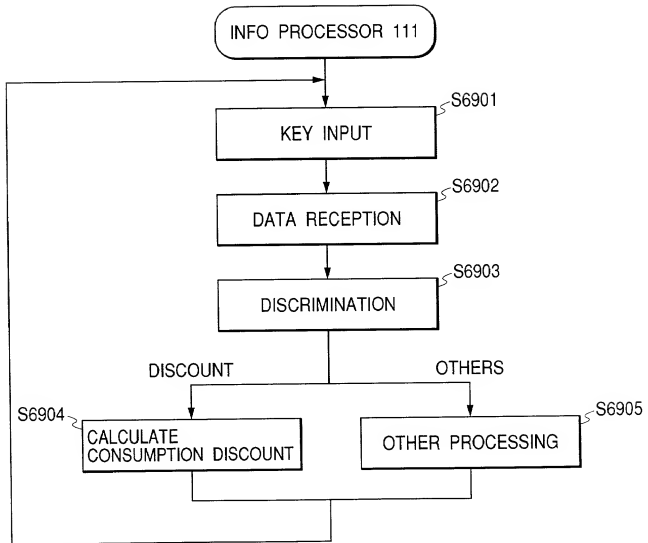 INFO PROCESSOR 111
S6901
KEY INPUT
S6902
DATA RECEPTION
S6903
DISCRIMINATION
DISCOUNT
OTHERS
S6904
CALCULATE
CONSUMPTION DISCOUNT
S6905
OTHER PROCESSING